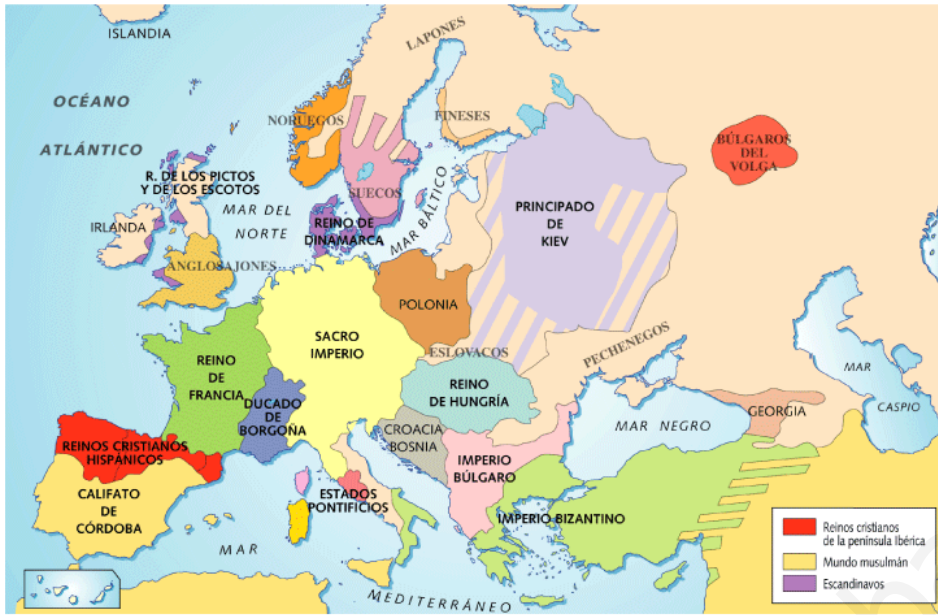 ISLANDIA
LAPONES
OCÉANO
ATLÁNTICO
NORUEGOS
FINESES
BÚLGAROS
DEL
VOLGA
R. DE LOS PICTOS
Y DE LOS ESCOTOS
SUECOS
MAR BÁLTICO
PRINCIPADO
DE
KIEV
IRLANDA
MAR DEL
NORTE
REINO DE
DINAMARCA
ANGLOSAJONES
POLONIA
SACRO
IMPERIO
ESLOVACOS
PECHENEGOS
REINO
DE
FRANCIA
REINO
DE HUNGRÍA
MAR
CASPIO
DUCADO
DE
BORGOÑA
CROACIA
BOSNIA
MAR NEGRO
GEORGIA
REINOS CRISTIANOS
HISPÁNICOS
IMPERIO
BÚLGARO
CALIFATO
DE
CÓRDOBA
ESTADOS
PONTIFICIOS
IMPERIO BIZANTINO
MAR
MEDITERRÁNEO
Reinos cristianos
de la península Ibérica
Mundo musulmán
Escandinavos